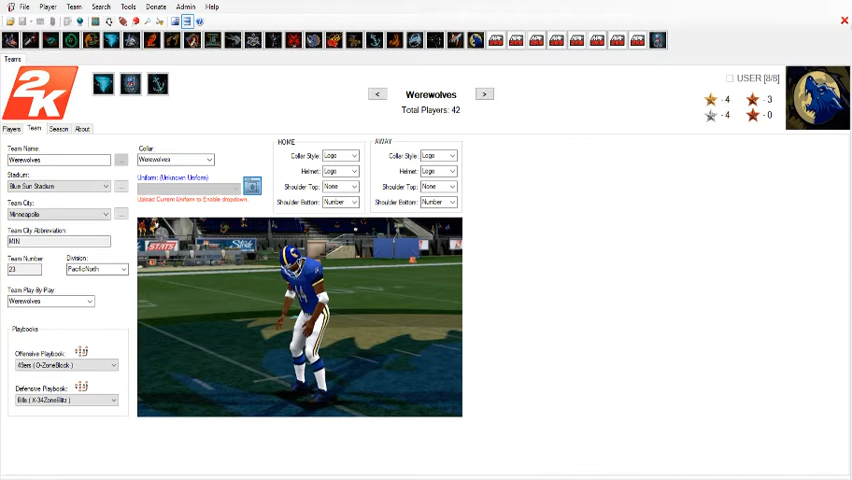 File Player Team Search Tools Donate Admin Help
Teams
2K
< Werewolves >
Total Players: 42
USER [8/8]
- 4 - 3
- 4 - 0
Players Team Season About
Team Name:
Werewolves
...
Stadium:
Blue Sun Stadium
...
Team City:
Minneapolis
...
Team City Abbreviation:
MIN
Team Number
23
Division:
PacificNorth
Team Play-By-Play
Werewolves
Playbooks
Offensive Playbook:
49ers ( O-ZoneBlock )
Defensive Playbook:
Bills ( X-34ZoneBlitz )
Collar:
Werewolves
Uniform: (Unknown Uniform)
Upload Current Uniform to Enable dropdown.
HOME
Collar Style: Logo
Helmet: Logo
Shoulder Top: None
Shoulder Bottom: Number
AWAY
Collar Style: Logo
Helmet: Logo
Shoulder Top: None
Shoulder Bottom: Number
STATS